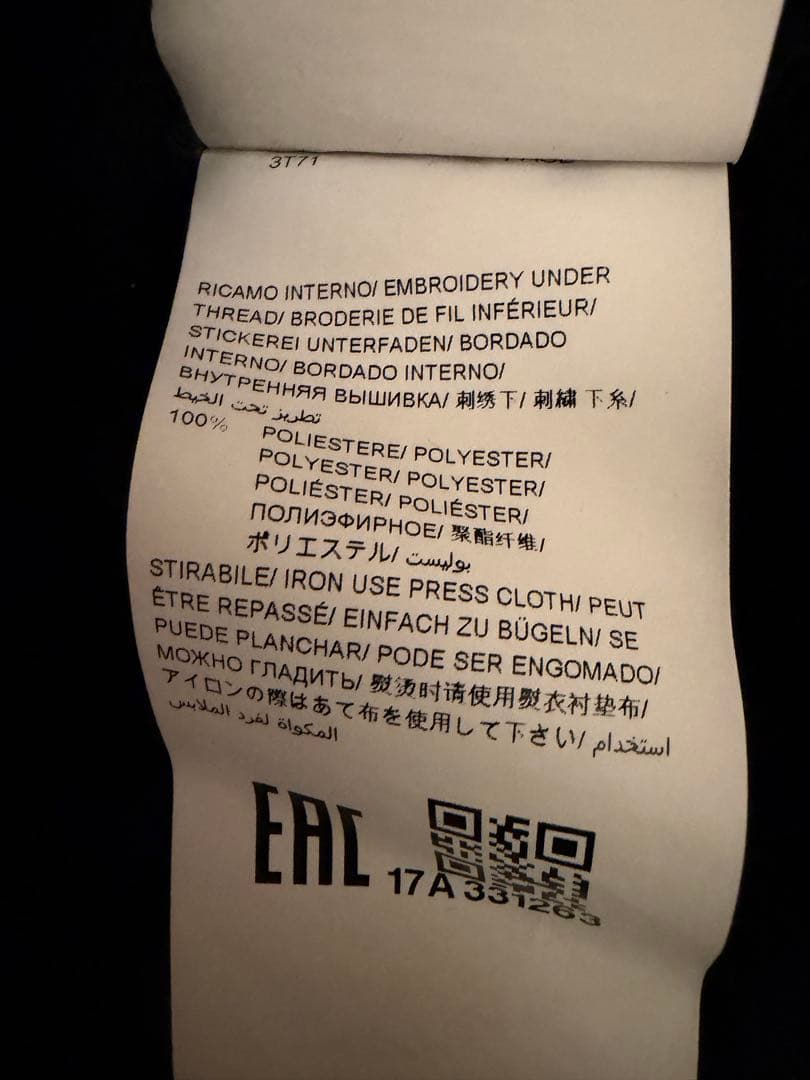 3T71
RICAMO INTERNO/ EMBROIDERY UNDER
THREAD/ BRODERIE DE FIL INFÉRIEUR/
STICKEREI UNTERFADEN/ BORDADO
INTERNO/ BORDADO INTERNO/
ВНУТРЕННЯЯ ВЫШИВКА/ 刺绣下/ 刺繍 下糸/
تطريز تحت الخيط
100% POLIESTERE/ POLYESTER/
POLYESTER/ POLYESTER/
POLIÉSTER/ POLIÉSTER/
ПОЛИЭФИРНОЕ/ 聚酯纤维/
ポリエステル/ بوليست
STIRABILE/ IRON USE PRESS CLOTH/ PEUT
ÊTRE REPASSÉ/ EINFACH ZU BÜGELN/ SE
PUEDE PLANCHAR/ PODE SER ENGOMADO/
МОЖНО ГЛАДИТЬ/ 熨烫时请使用熨衣衬垫布/
アイロンの際はあて布を使用して下さい/ استخدام
المكواة لفرد الملابس
EAC
17A 331263